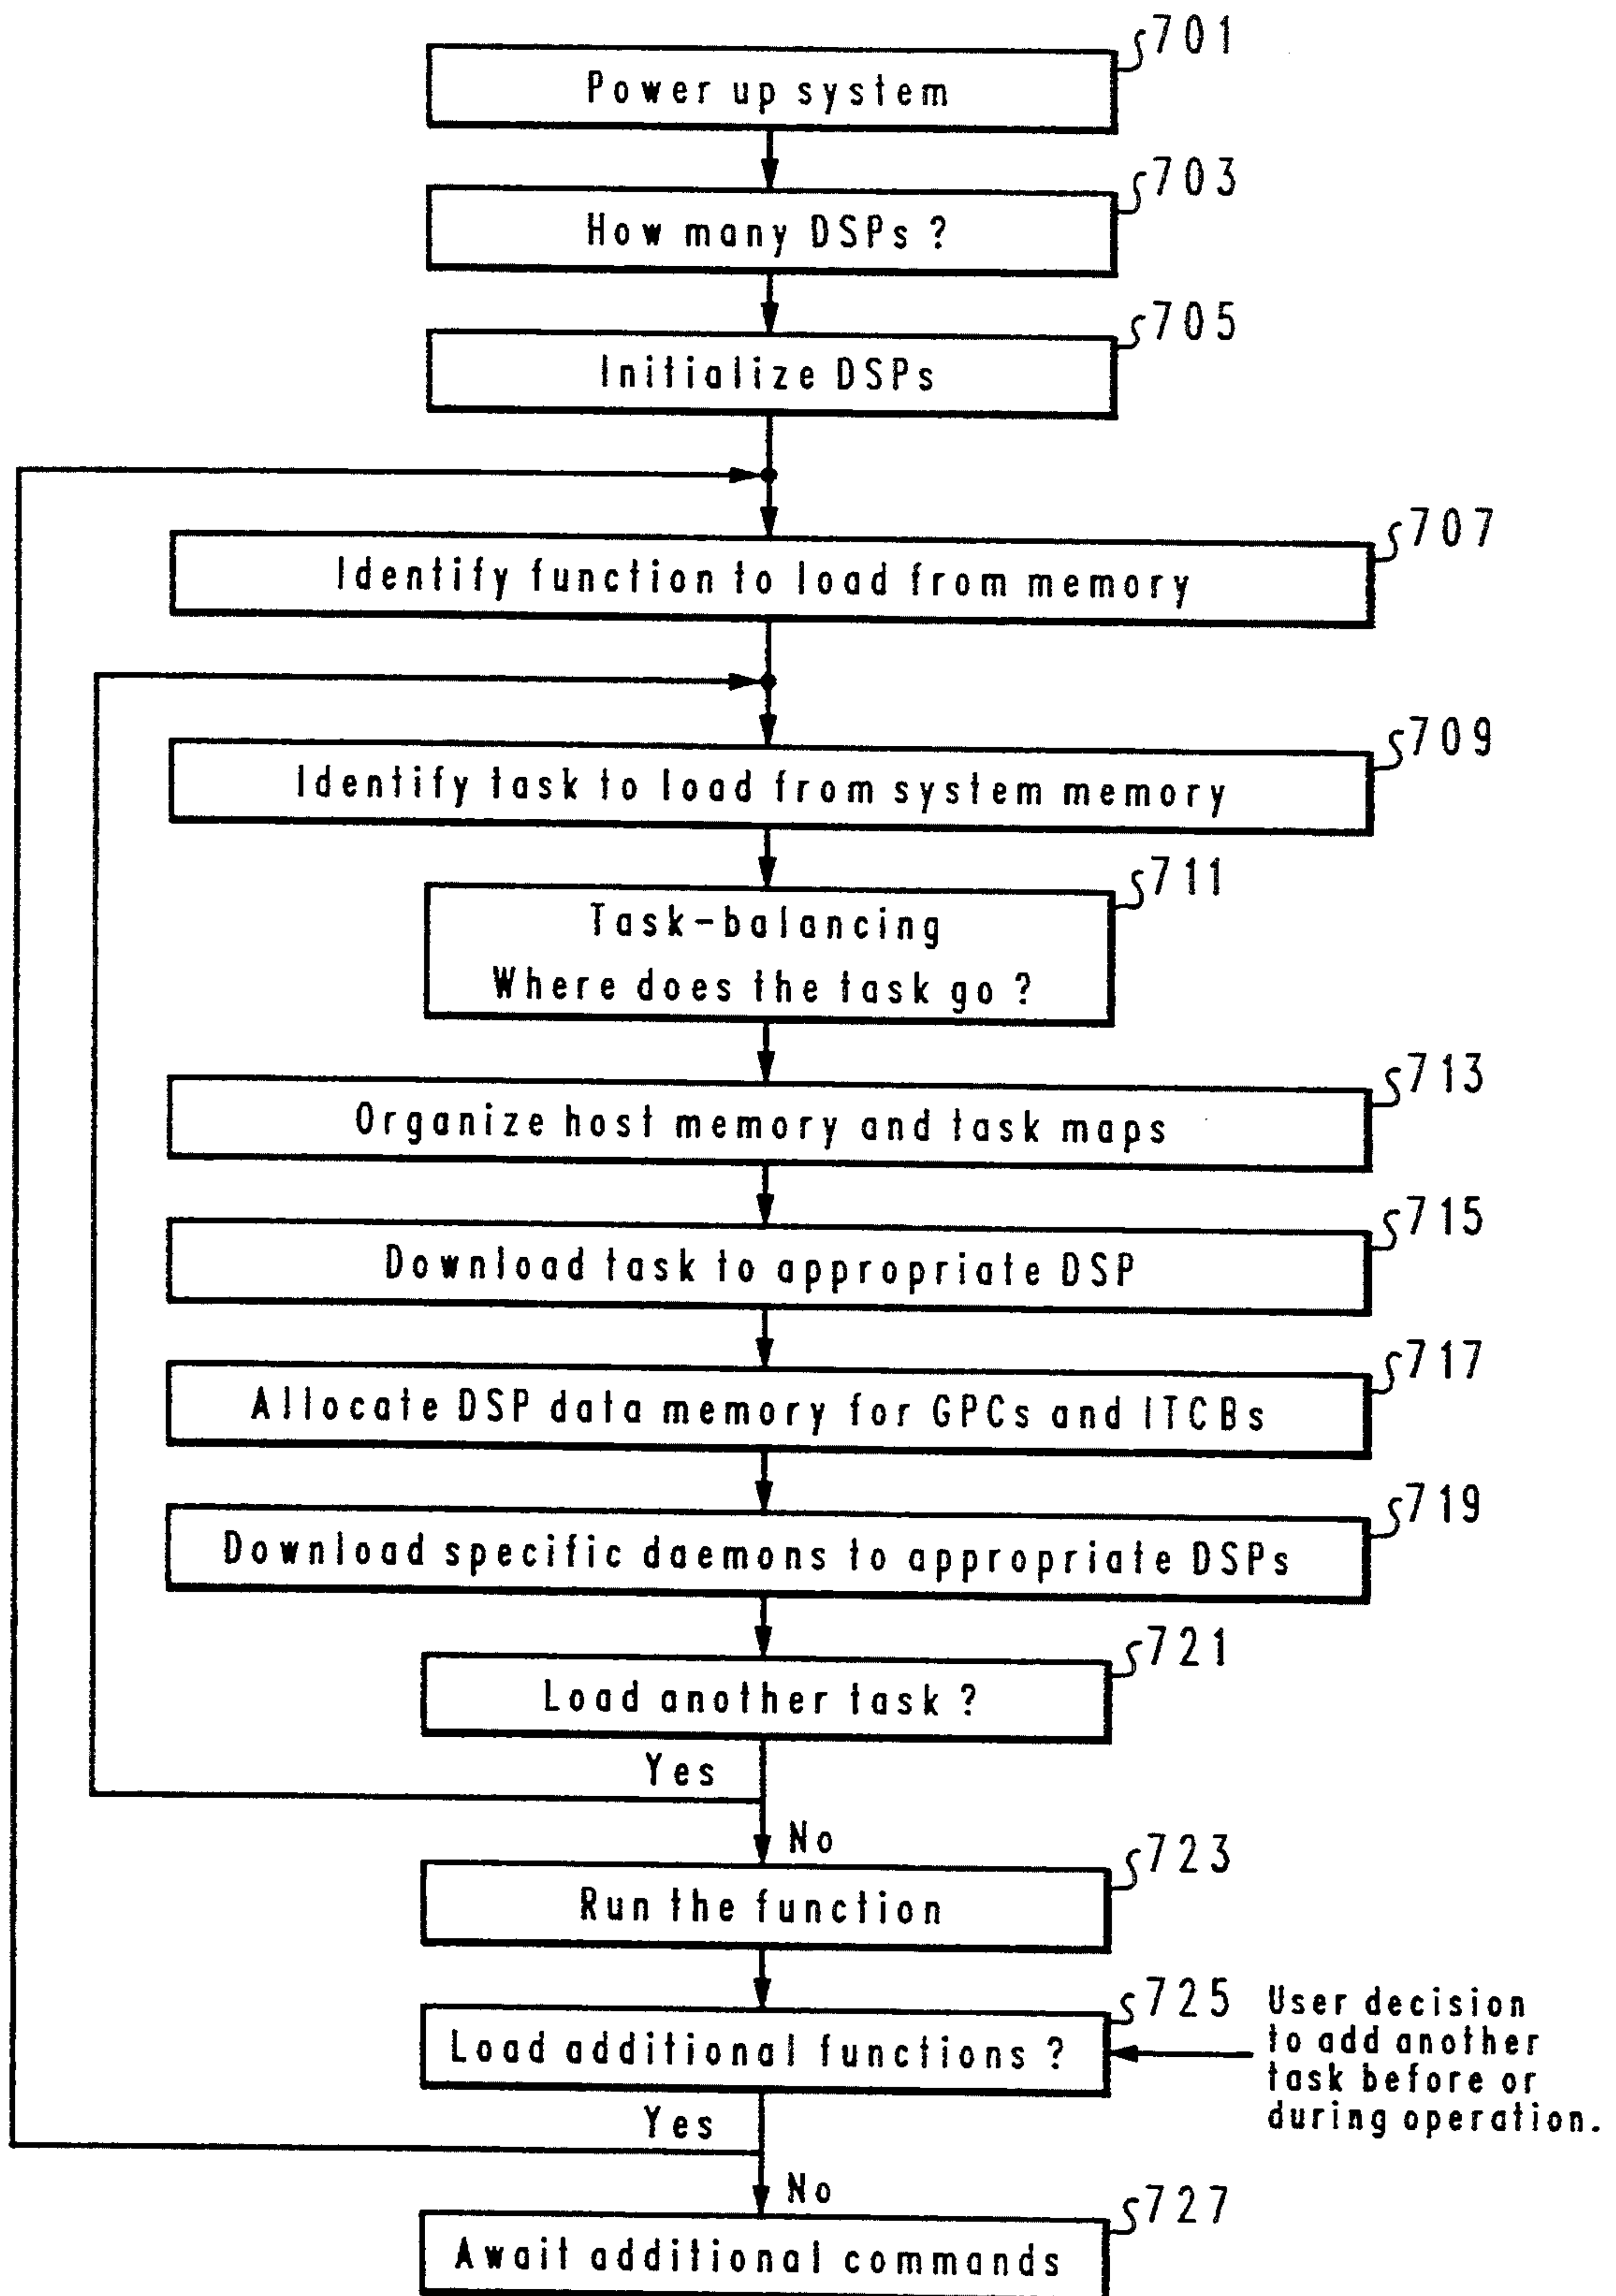 701
Power up system
703
How many DSPs ?
705
Initialize DSPs
707
Identify function to load from memory
709
Identify task to load from system memory
711
Task-balancing
Where does the task go ?
713
Organize host memory and task maps
715
Download task to appropriate DSP
717
Allocate DSP data memory for GPCs and ITCBs
719
Download specific daemons to appropriate DSPs
721
Load another task ?
Yes
No
723
Run the function
725
Load additional functions ?
User decision
to add another
task before or
during operation.
Yes
No
727
Await additional commands